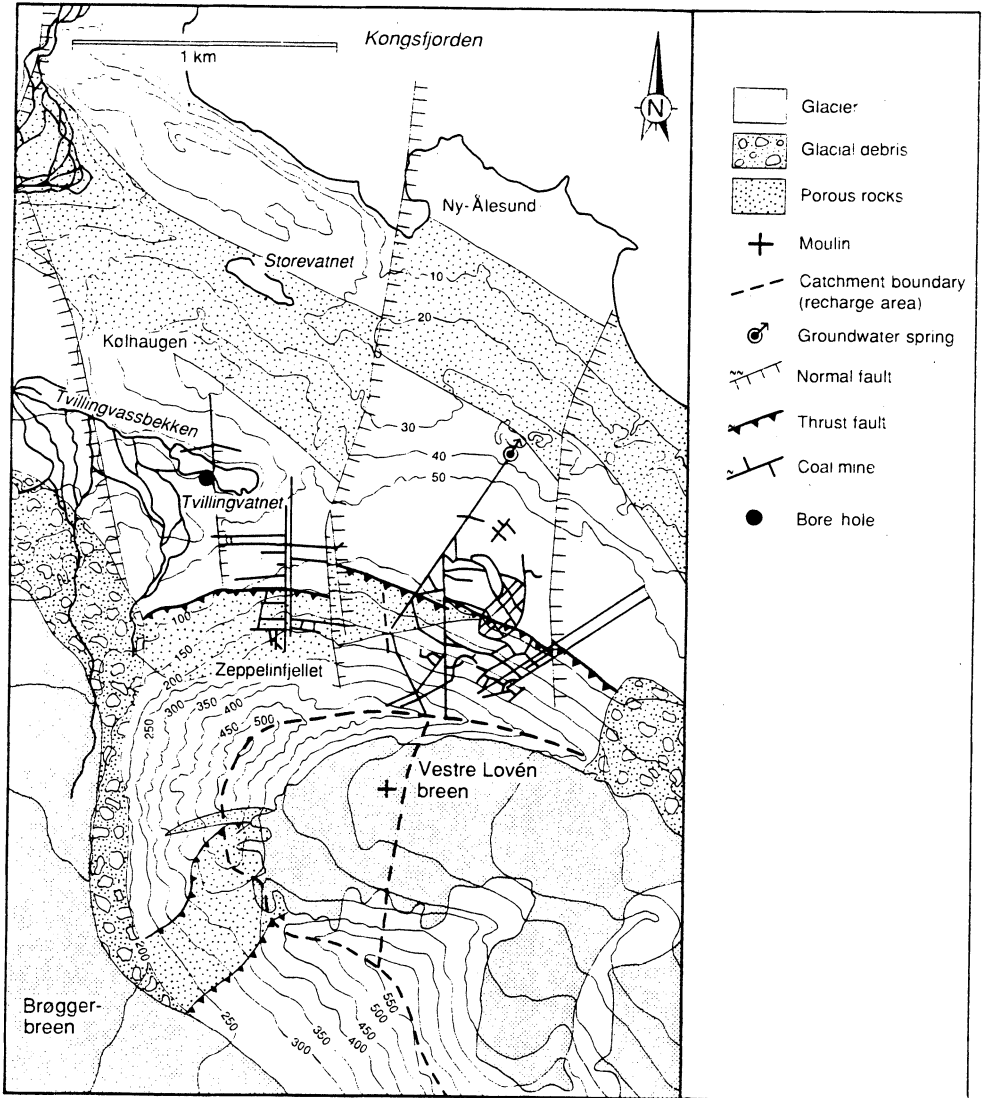 Kongsfjorden
1 km
N
Ny-Ålesund
Storevatnet
10
20
Kolhaugen
Tvillingvassbekken
30
40
50
Tvillingvatnet
100
150
200
250
300
350
400
450
500
Zeppelinfjellet
Vestre Lovén
breen
200
Brøgger-
breen
250
300
350
400
450
500
550
Glacier
Glacial debris
Porous rocks
Moulin
Catchment boundary
(recharge area)
Groundwater spring
Normal fault
Thrust fault
Coal mine
Bore hole